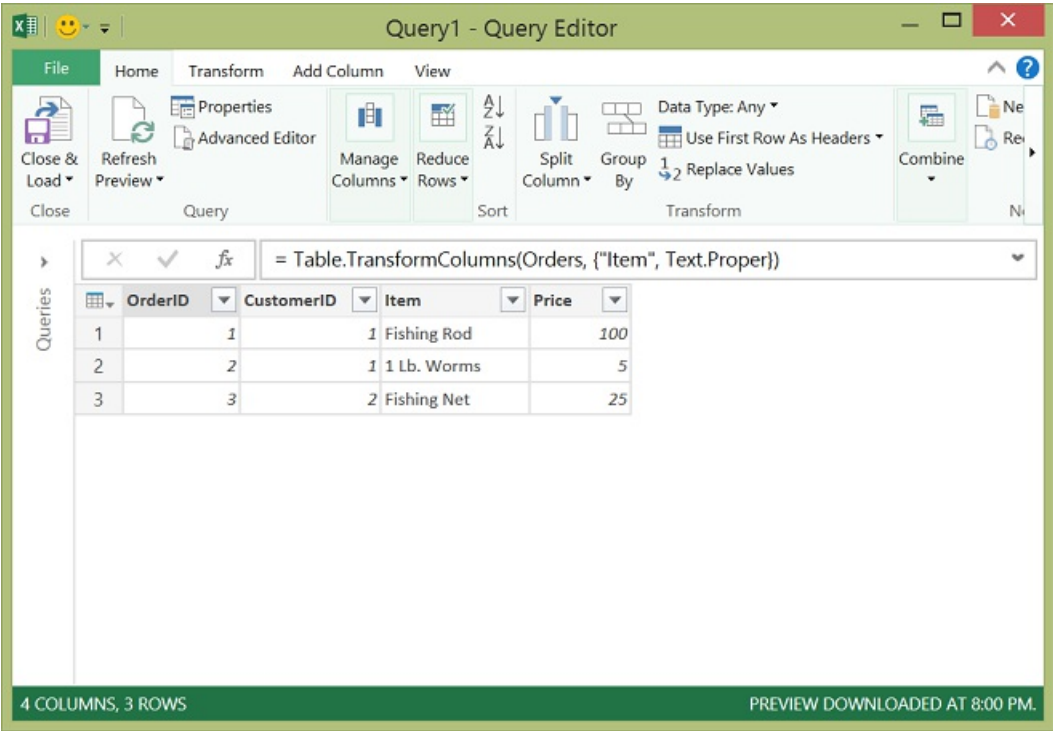 Query1 - Query Editor
File Home Transform Add Column View
Close & Load
Refresh Preview
Properties
Advanced Editor
Manage Columns
Reduce Rows
Split Column
Group By
Data Type: Any
Use First Row As Headers
Replace Values
Combine
Close Query Sort Transform
fx = Table.TransformColumns(Orders, {"Item", Text.Proper})
Queries
OrderID CustomerID Item Price
1 1 1 Fishing Rod 100
2 2 1 1 Lb. Worms 5
3 3 2 Fishing Net 25
4 COLUMNS, 3 ROWS PREVIEW DOWNLOADED AT 8:00 PM.